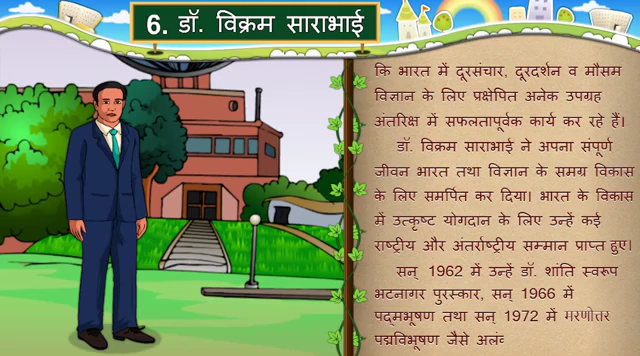 6. डॉ. विक्रम साराभाई
कि भारत में दूरसंचार, दूरदर्शन व मौसम
विज्ञान के लिए प्रक्षेपित अनेक उपग्रह
अंतरिक्ष में सफलतापूर्वक कार्य कर रहे हैं।
डॉ. विक्रम साराभाई ने अपना संपूर्ण
जीवन भारत तथा विज्ञान के समग्र विकास
के लिए समर्पित कर दिया। भारत के विकास
में उत्कृष्ट योगदान के लिए उन्हें कई
राष्ट्रीय और अंतर्राष्ट्रीय सम्मान प्राप्त हुए।
सन् 1962 में उन्हें डॉ. शांति स्वरूप
भटनागर पुरस्कार, सन् 1966 में
पद्मभूषण तथा सन् 1972 में मरणोत्तर
पद्मविभूषण जैसे अलं